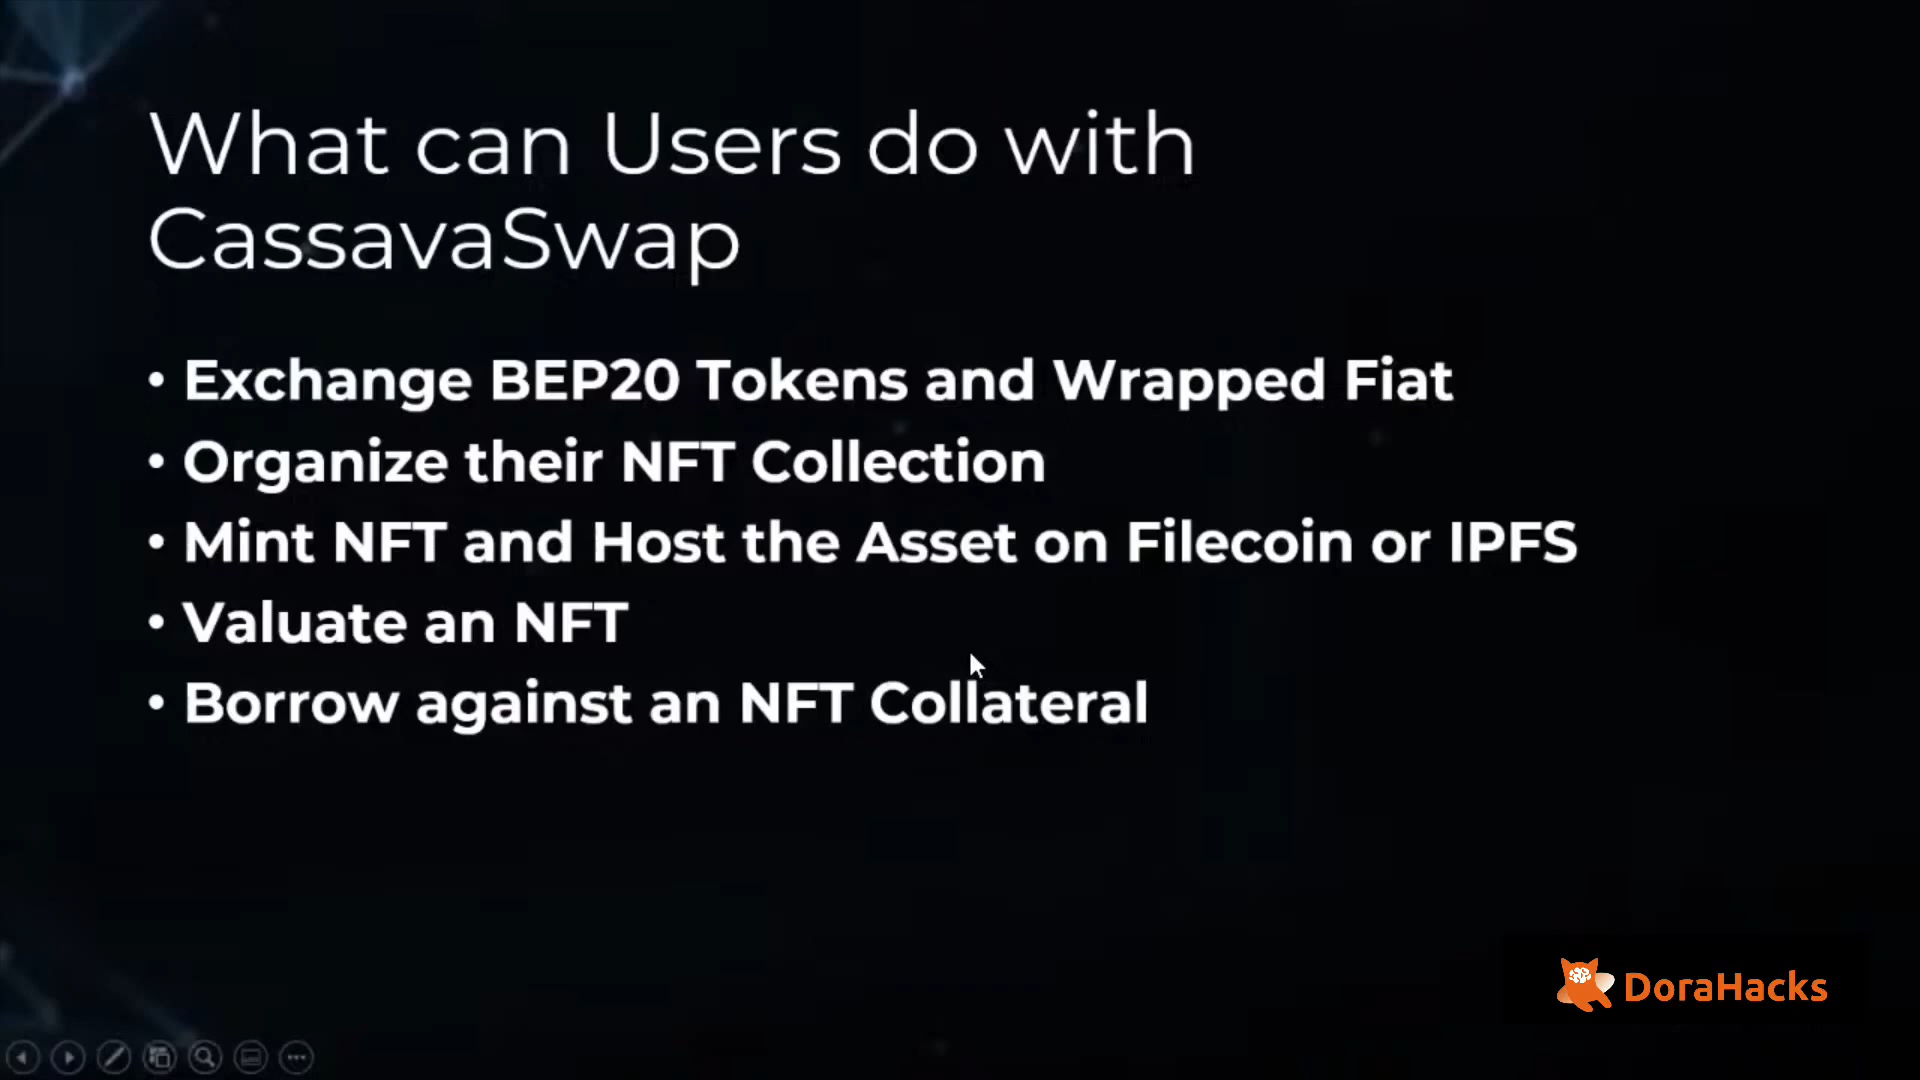 What can Users do with
CassavaSwap
• Exchange BEP20 Tokens and Wrapped Fiat
• Organize their NFT Collection
• Mint NFT and Host the Asset on Filecoin or IPFS
• Valuate an NFT
• Borrow against an NFT Collateral
DoraHacks